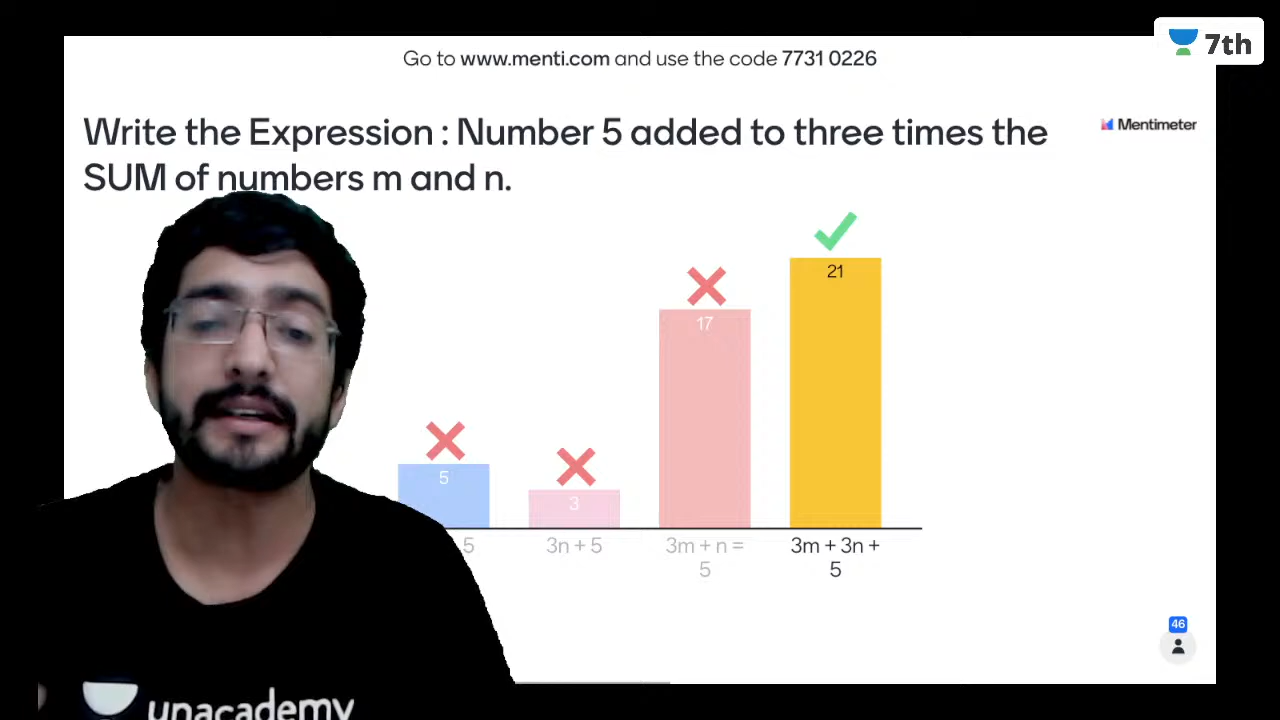 7th
Go to www.menti.com and use the code 7731 0226
Write the Expression : Number 5 added to three times the
SUM of numbers m and n.
Mentimeter
21
17
5
3
5
3n + 5
3m + n =
5
3m + 3n +
5
46
unacademy